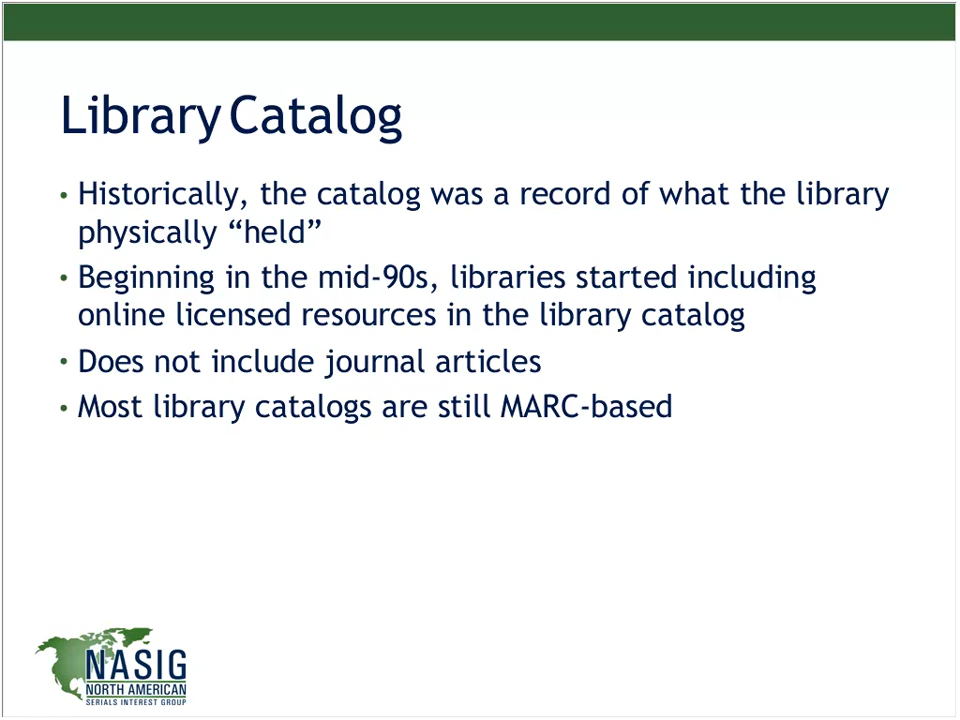 Library Catalog
• Historically, the catalog was a record of what the library
physically “held”
• Beginning in the mid-90s, libraries started including
online licensed resources in the library catalog
• Does not include journal articles
• Most library catalogs are still MARC-based
NASIG
NORTH AMERICAN
SERIALS INTEREST GROUP